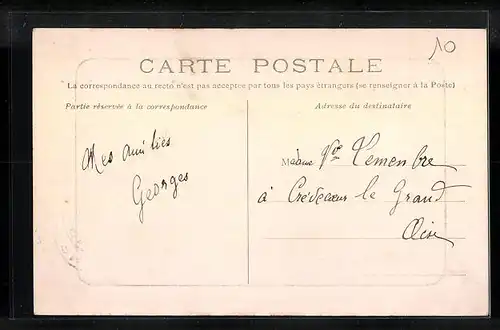 10
CARTE POSTALE
La correspondance au recto n'est pas acceptée par tous les pays étrangers (se renseigner à la Poste)
Partie réservée à la correspondance
Adresse du destinataire
Mes amitiés
Georges
Madame Vve
à Crèvecœur le Grand
Oise